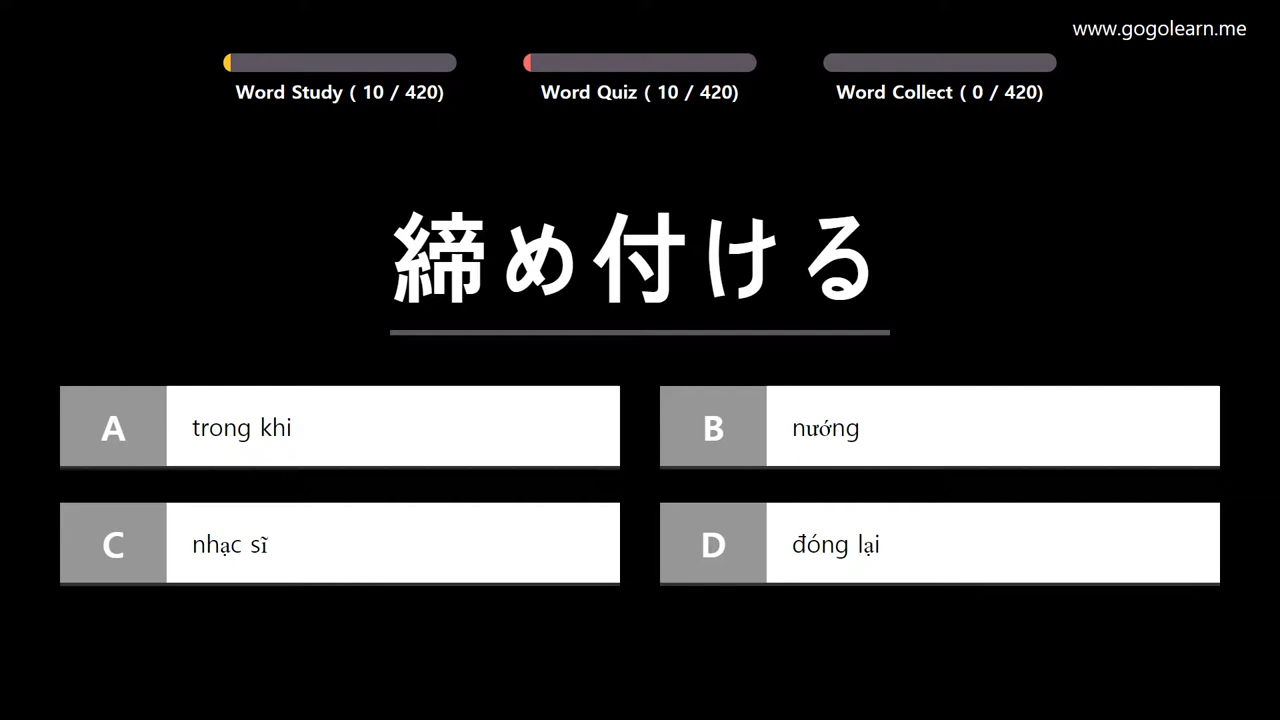 www.gogolearn.me
Word Study ( 10 / 420)
Word Quiz ( 10 / 420)
Word Collect ( 0 / 420)
締め付ける
A trong khi
B nướng
C nhạc sĩ
D đóng lại